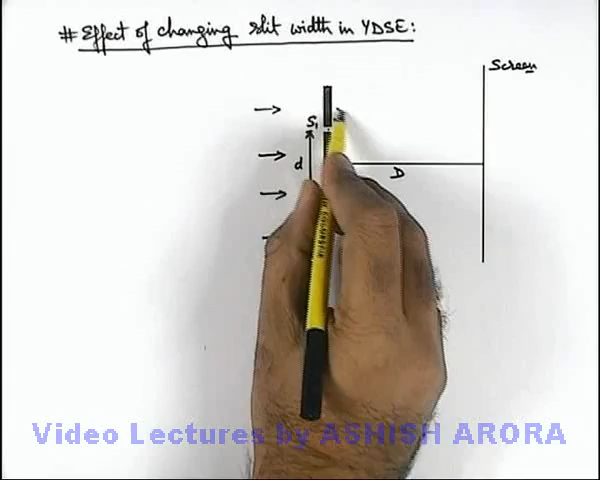 # Effect of changing slit width in YDSE:
Screen
S1
d
D
Video Lectures by ASHISH ARORA